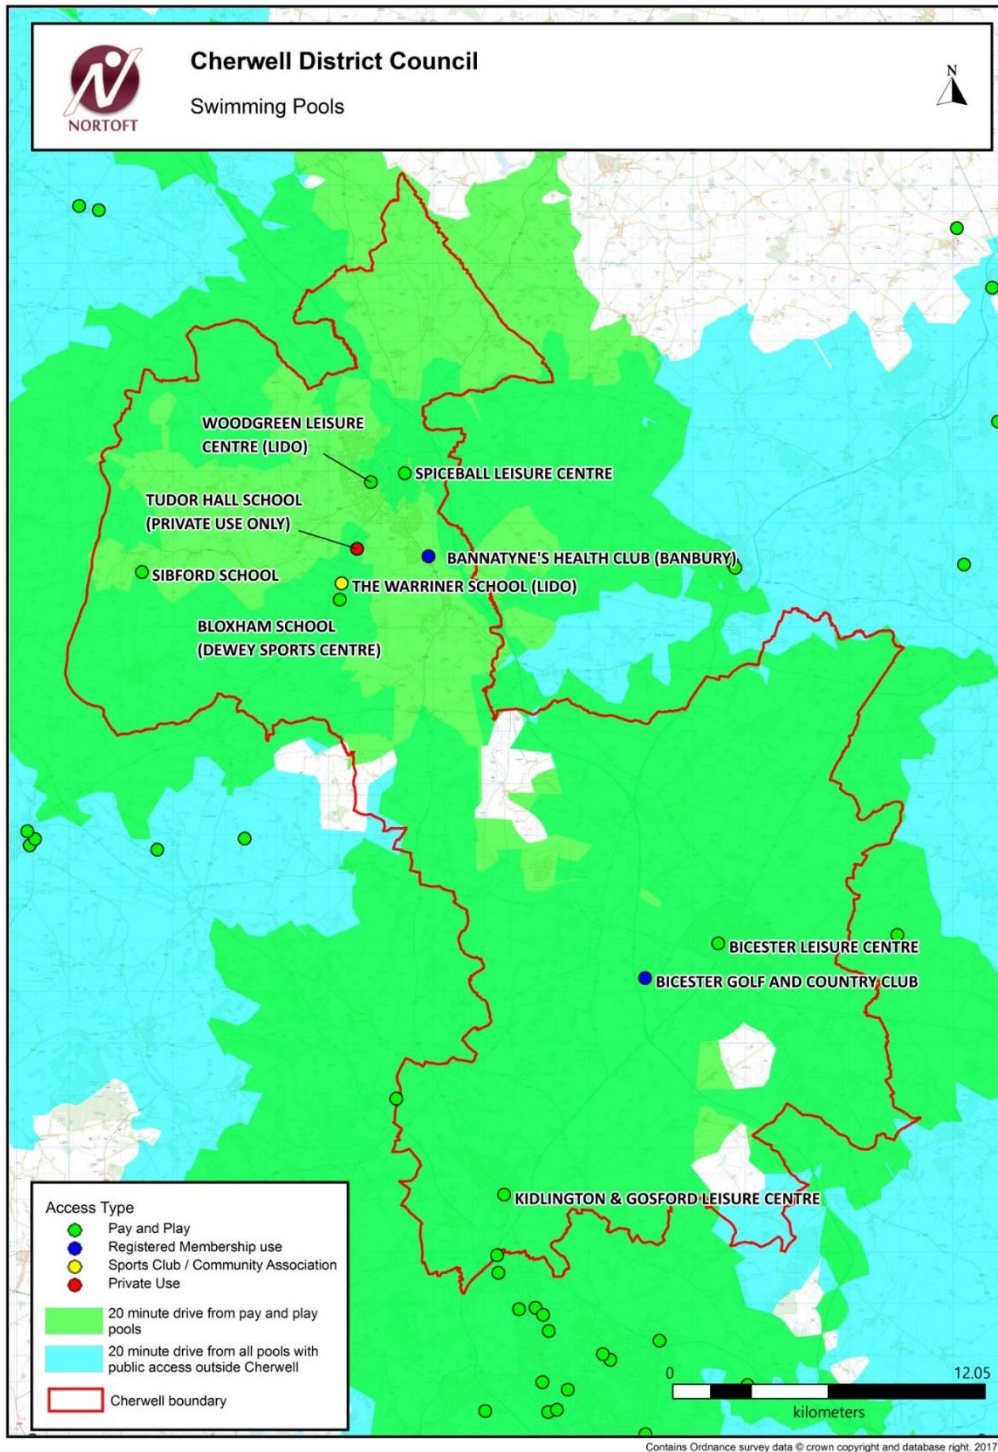 Cherwell District Council
Swimming Pools
NORTOFT
N
WOODGREEN LEISURE
CENTRE (LIDO)
SPICEBALL LEISURE CENTRE
TUDOR HALL SCHOOL
(PRIVATE USE ONLY)
BANNATYNE'S HEALTH CLUB (BANBURY)
SIBFORD SCHOOL
THE WARRINER SCHOOL (LIDO)
BLOXHAM SCHOOL
(DEWEY SPORTS CENTRE)
BICESTER LEISURE CENTRE
BICESTER GOLF AND COUNTRY CLUB
KIDLINGTON & GOSFORD LEISURE CENTRE
Access Type
Pay and Play
Registered Membership use
Sports Club / Community Association
Private Use
20 minute drive from pay and play
pools
20 minute drive from all pools with
public access outside Cherwell
Cherwell boundary
0 12.05
kilometers
Contains Ordnance survey data © crown copyright and database right. 2017